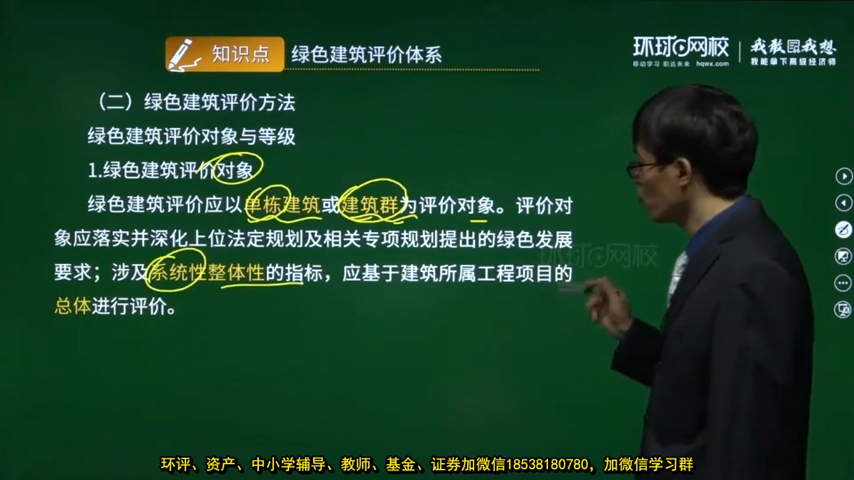 知识点 绿色建筑评价体系
环球网校 我敢我想
移动学习 职达未来 hqwx.com 我能拿下高级经济师
（二）绿色建筑评价方法
绿色建筑评价对象与等级
1.绿色建筑评价对象
绿色建筑评价应以单栋建筑或建筑群为评价对象。评价对
象应落实并深化上位法定规划及相关专项规划提出的绿色发展
要求；涉及系统性整体性的指标，应基于建筑所属工程项目的
总体进行评价。
环球网校
环评、资产、中小学辅导、教师、基金、证券加微信18538180780，加微信学习群